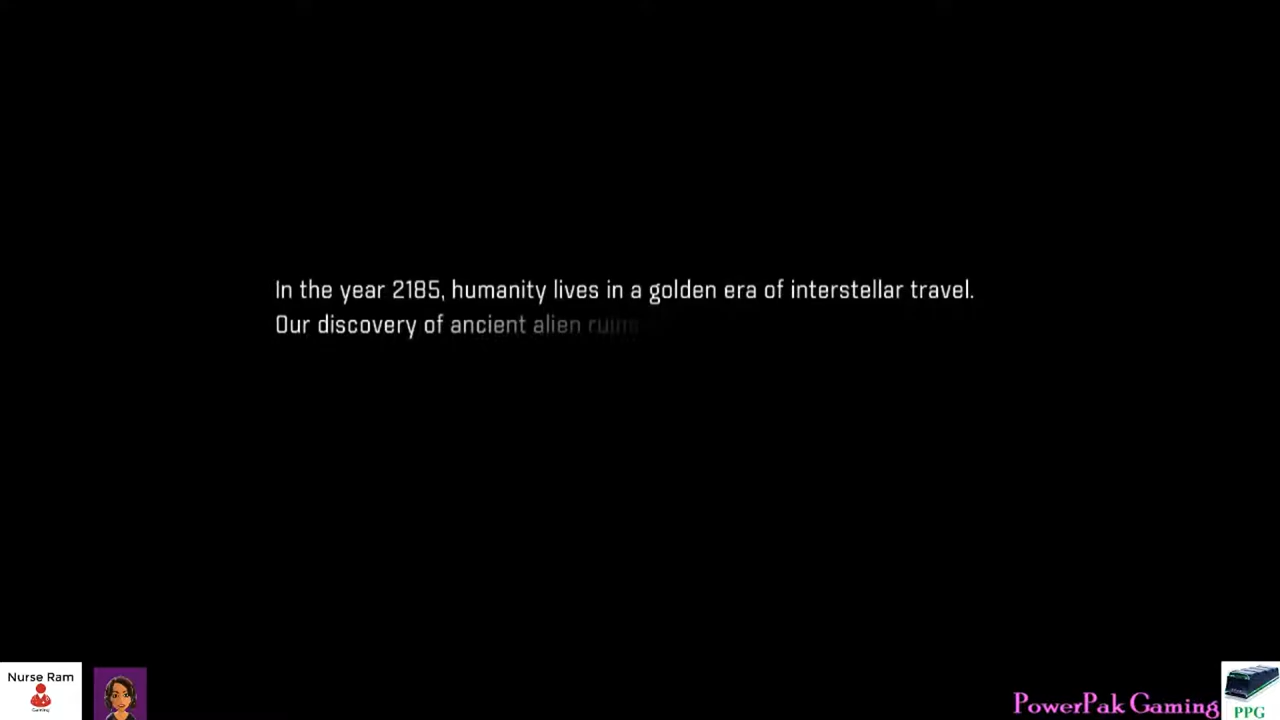 In the year 2185, humanity lives in a golden era of interstellar travel.
Our discovery of ancient alien ruins
Nurse Ram
Gaming
PowerPak Gaming
PPG